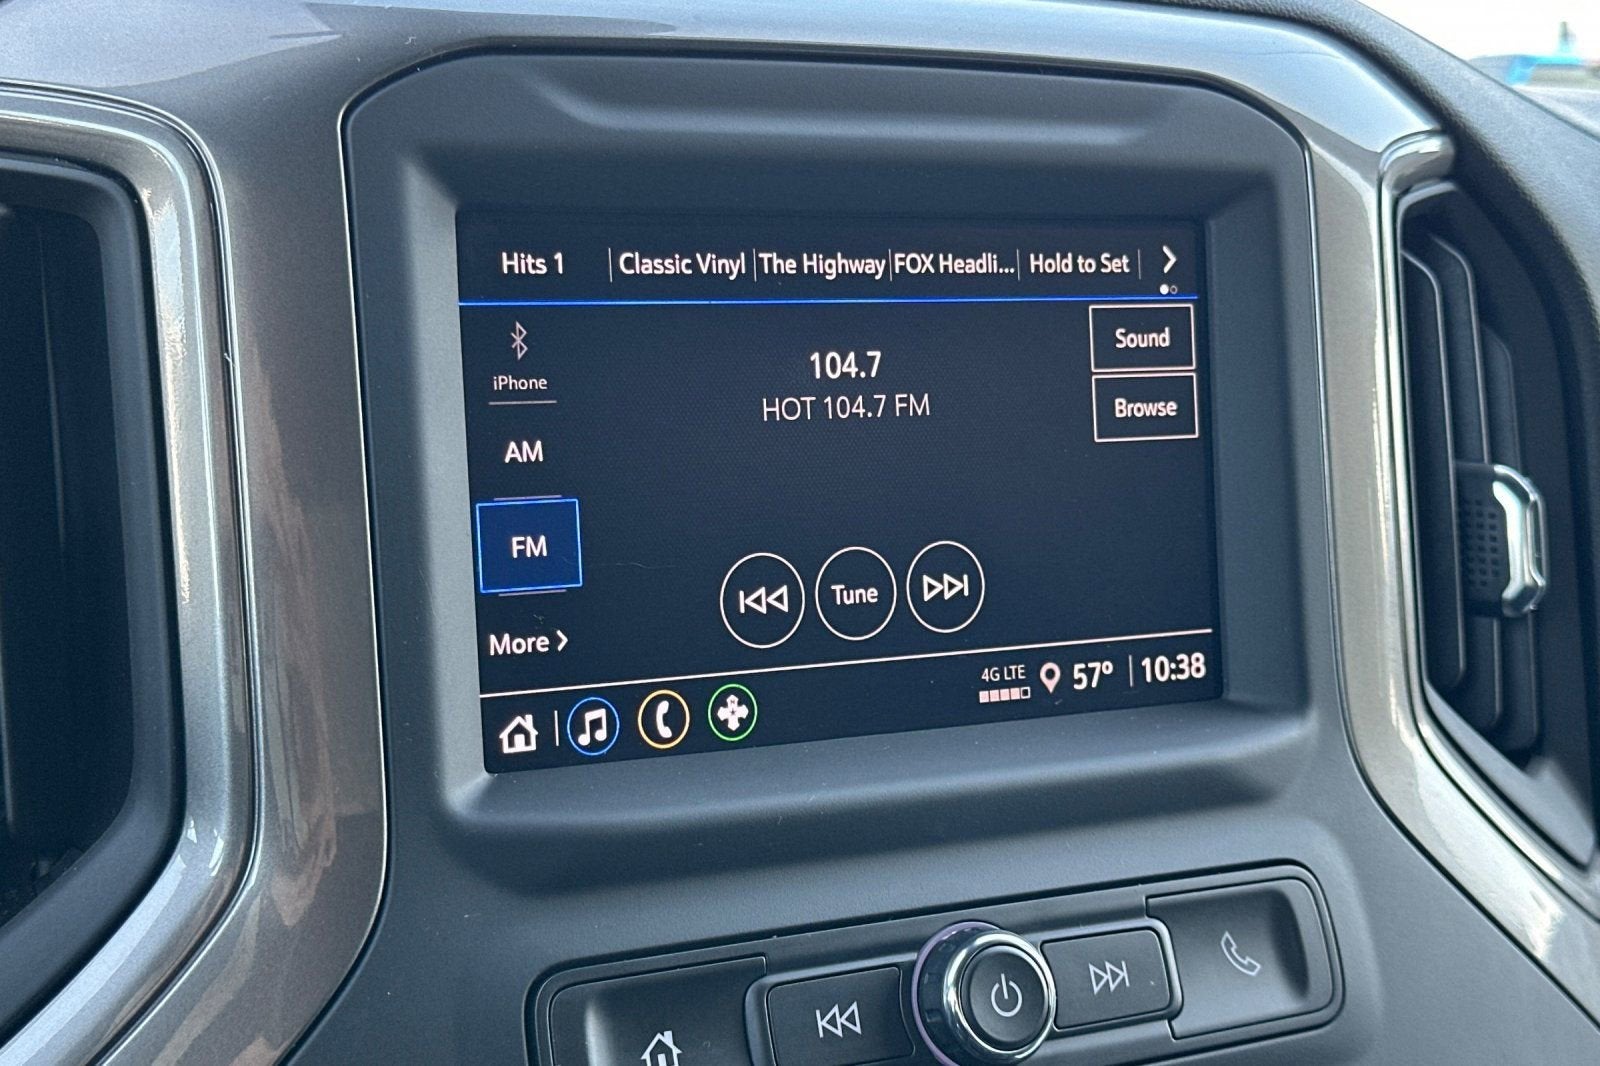 Hits 1 Classic Vinyl The Highway FOX Headli... Hold to Set
iPhone
Sound
104.7
HOT 104.7 FM
Browse
AM
FM
Tune
More
4G LTE 57° 10:38